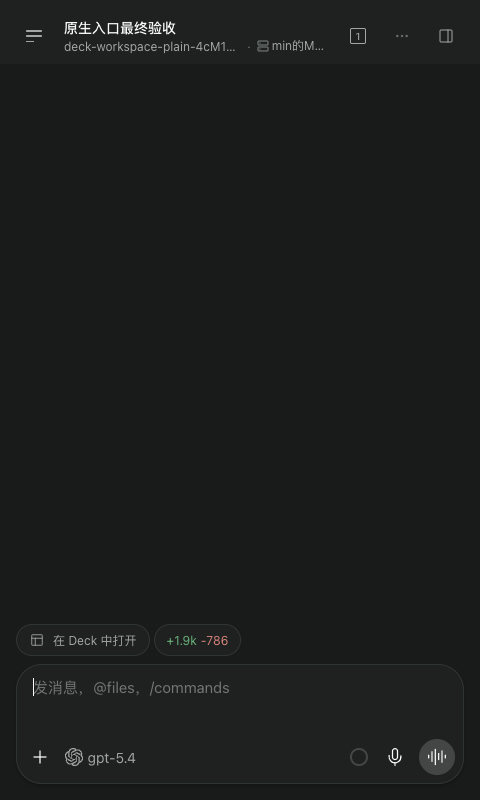 原生入口最终验收
deck-workspace-plain-4cM1... · min的M...
1
在 Deck 中打开
+1.9k -786
发消息，@files，/commands
gpt-5.4